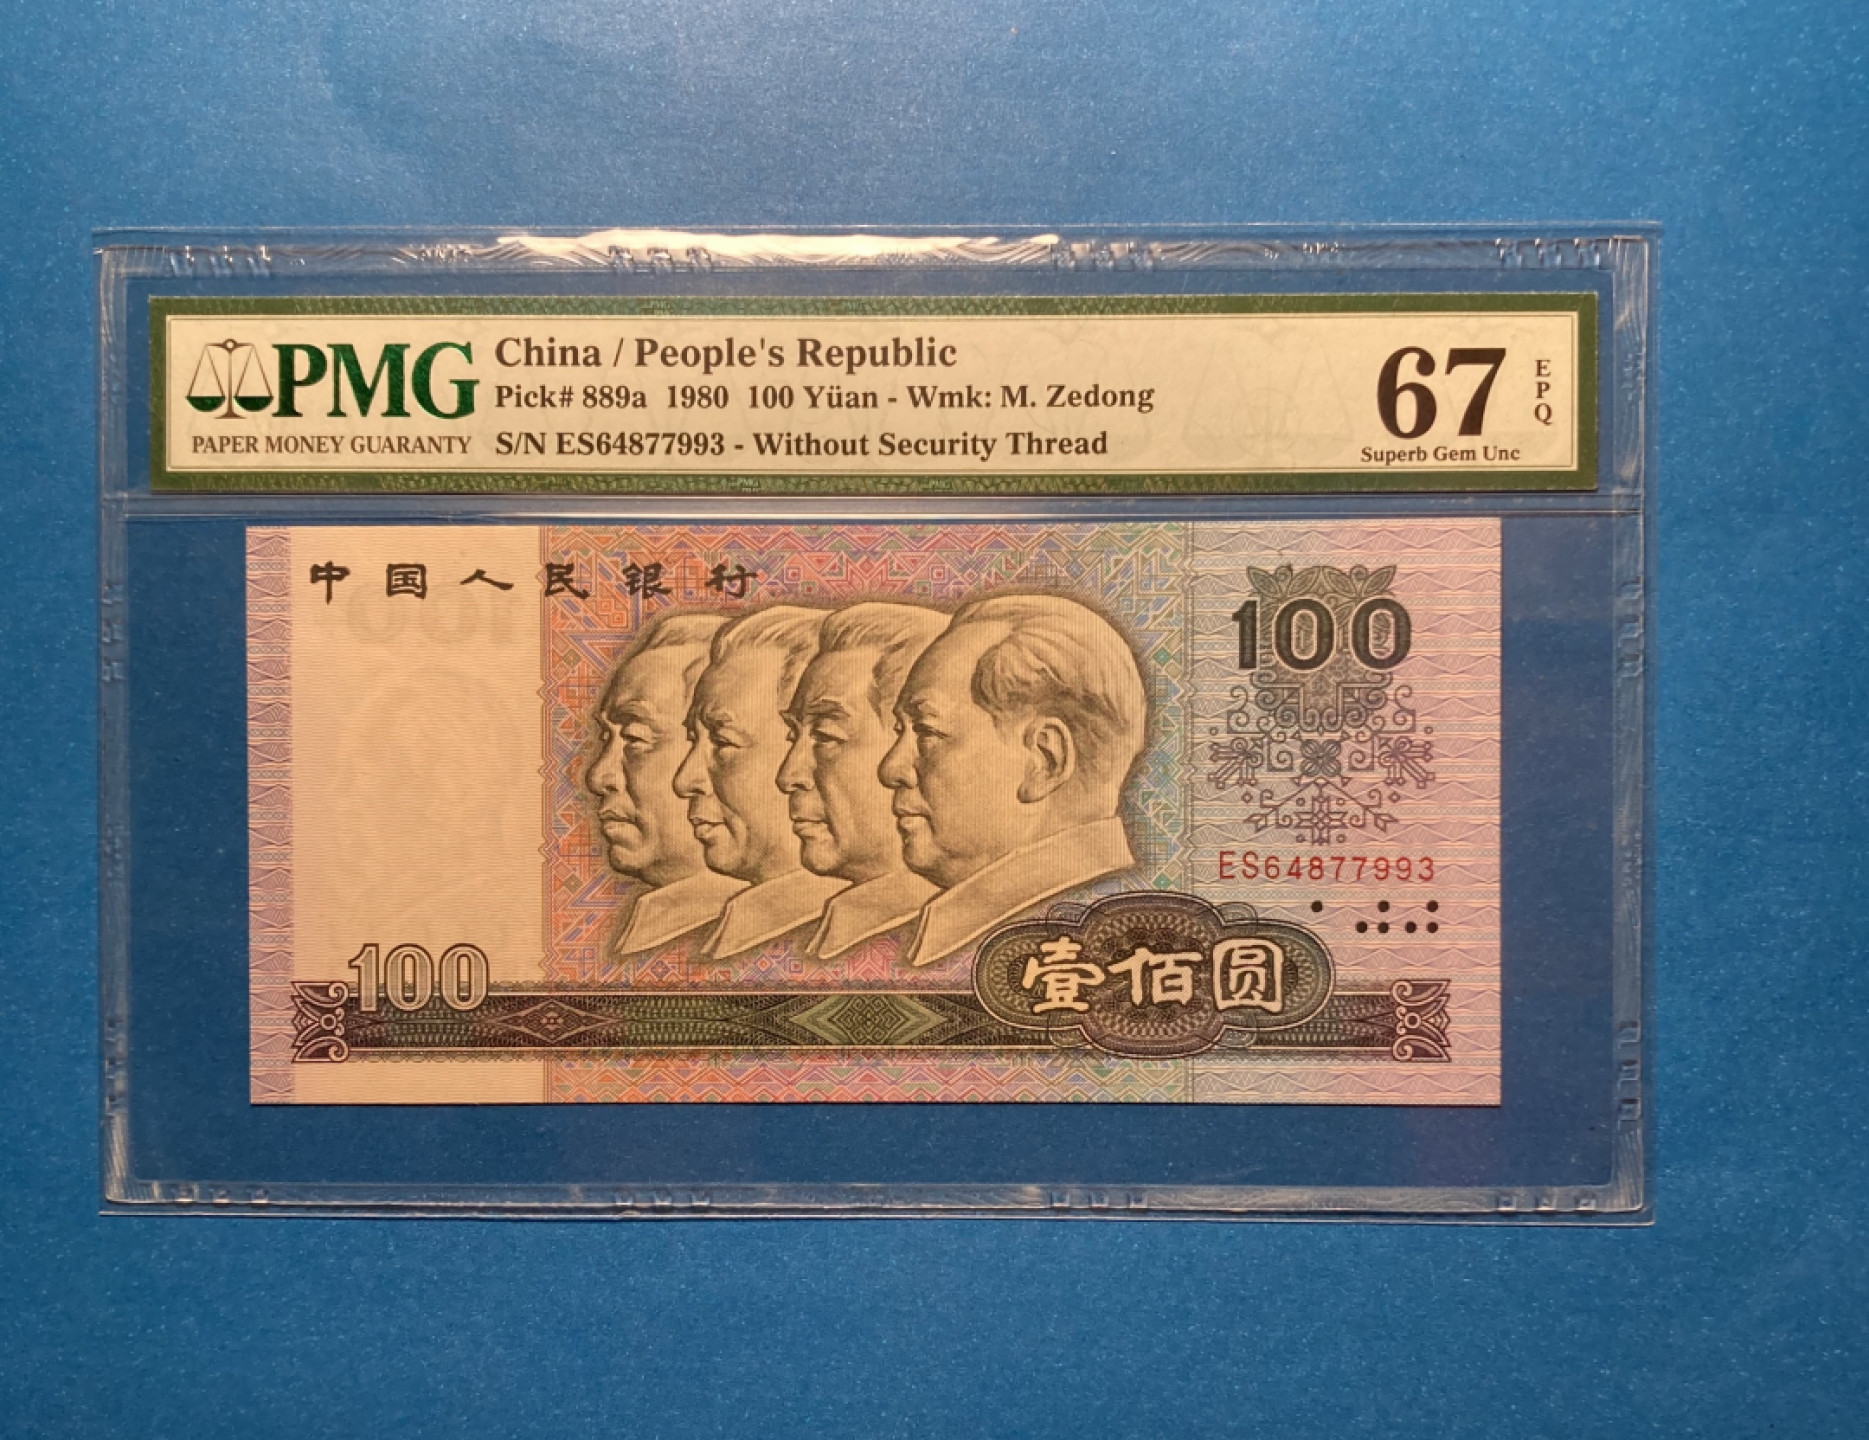 PMG
PAPER MONEY GUARANTY
China / People's Republic
Pick# 889a 1980 100 Yüan - Wmk: M. Zedong
S/N ES64877993 - Without Security Thread
67
EPQ
Superb Gem Unc
中国人民银行
100
ES64877993
100
壹佰圆